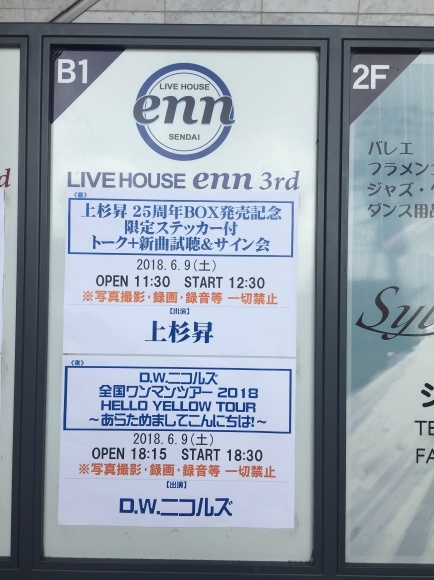 B1
LIVE HOUSE
enn
SENDAI
LIVE HOUSE enn 3rd
《昼》
上杉昇 25周年BOX発売記念
限定ステッカー付
トーク+新曲試聴&サイン会
2018.6.9(土)
OPEN 11:30 START 12:30
※写真撮影・録画・録音等 一切禁止
【出演】
上杉昇
《夜》
D.W.ニコルズ
全国ワンマンツアー 2018
HELLO YELLOW TOUR
～あらためましてこんにちは!～
2018.6.9(土)
OPEN 18:15 START 18:30
※写真撮影・録画・録音等 一切禁止
【出演】
D.W.ニコルズ
2F
バレエ
フラメン
ジャズ・
ダンス用品
Sy
TE
FA